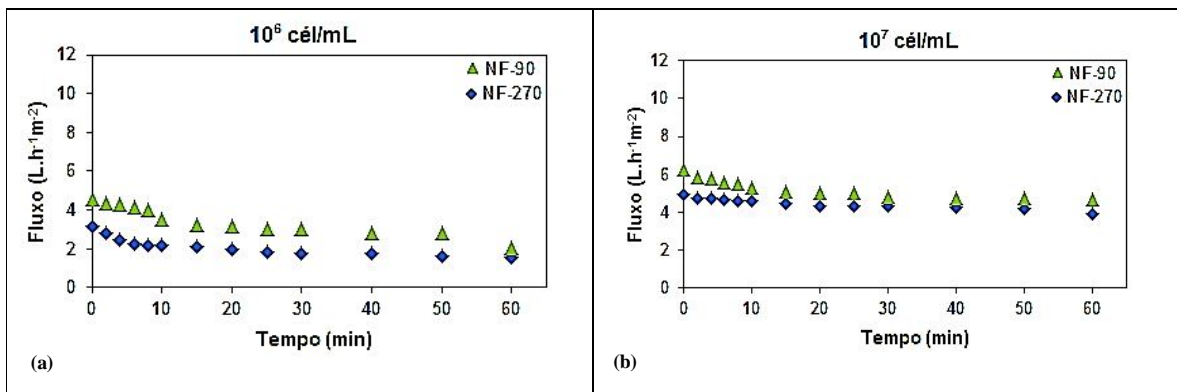 10⁶ cél/mL
NF-90
NF-270
Fluxo (L.h⁻¹m⁻²)
12
10
8
6
4
2
0
0 10 20 30 40 50 60
Tempo (min)
(a)
10⁷ cél/mL
NF-90
NF-270
Fluxo (L.h⁻¹m⁻²)
12
10
8
6
4
2
0
0 10 20 30 40 50 60
Tempo (min)
(b)